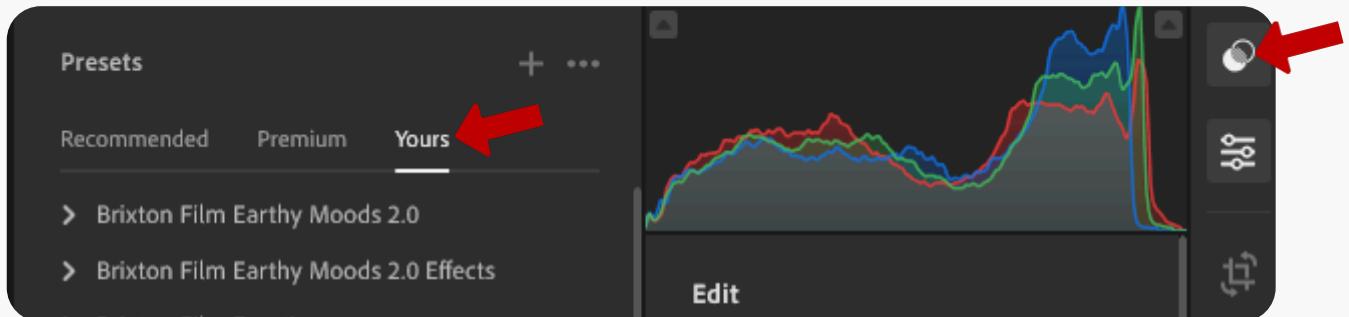 Presets
Recommended Premium Yours
Brixton Film Earthy Moods 2.0
Brixton Film Earthy Moods 2.0 Effects
Edit